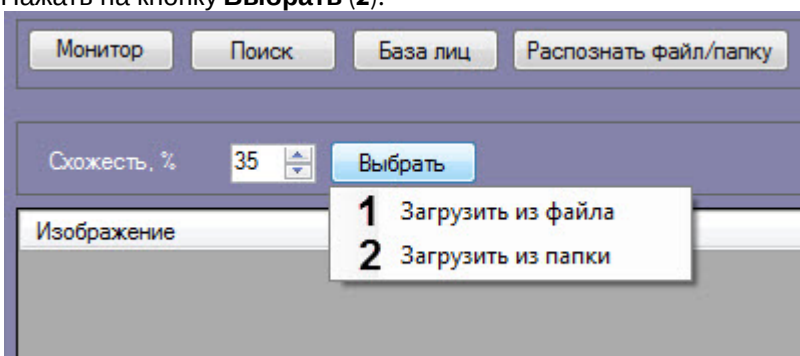 Нажать на кнопку Выбрать (2).
Монитор Поиск База лиц Распознать файл/папку
Схожесть, % 35 Выбрать
1 Загрузить из файла
Изображение
2 Загрузить из папки